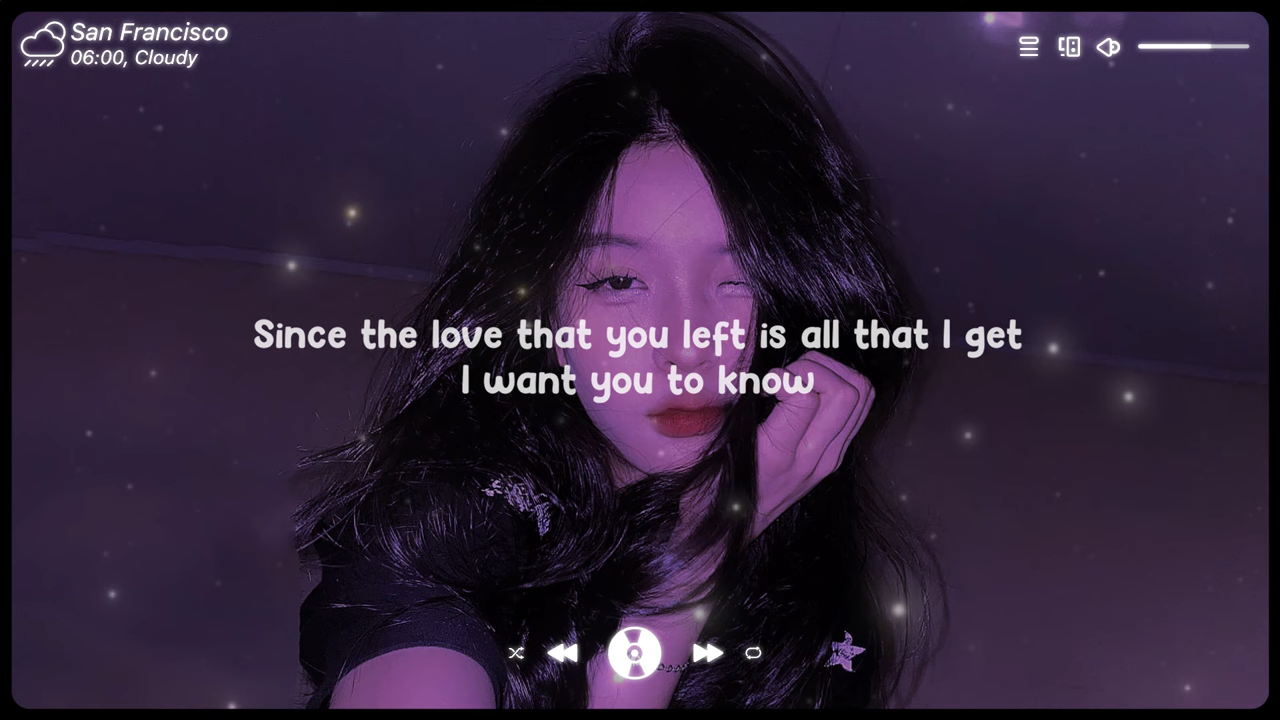 San Francisco
06:00, Cloudy
Since the love that you left is all that I get
I want you to know